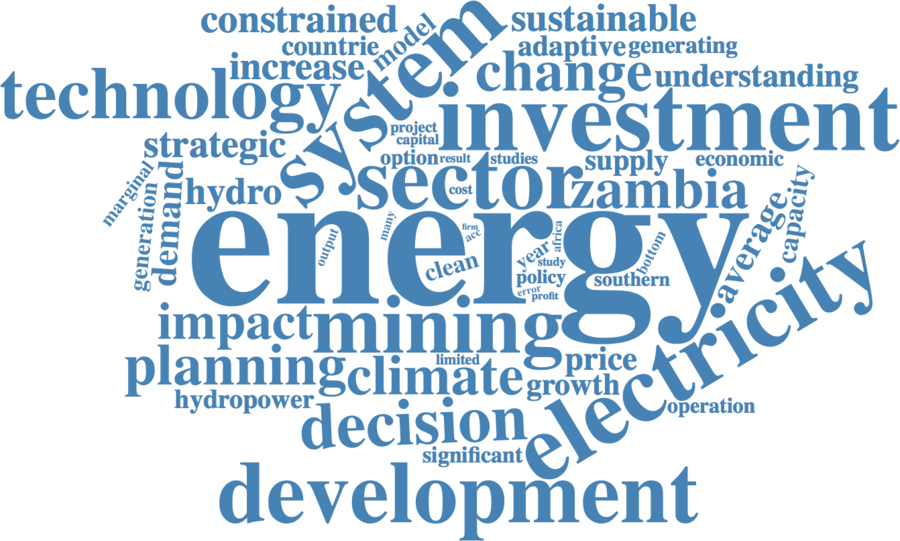 constrained
sustainable
countrie
model
adaptive
generating
increase
system
change
understanding
technology
investment
project
capital
strategic
option
result
studies
supply
economic
marginal
generation
demand
hydro
sector
cost
zambia
average
capacity
energy
output
many
firm
acc
clean
year
africa
study
policy
error
profit
southern
bottom
impact
mining
electricity
planning
climate
limited
price
growth
hydropower
operation
decision
significant
development